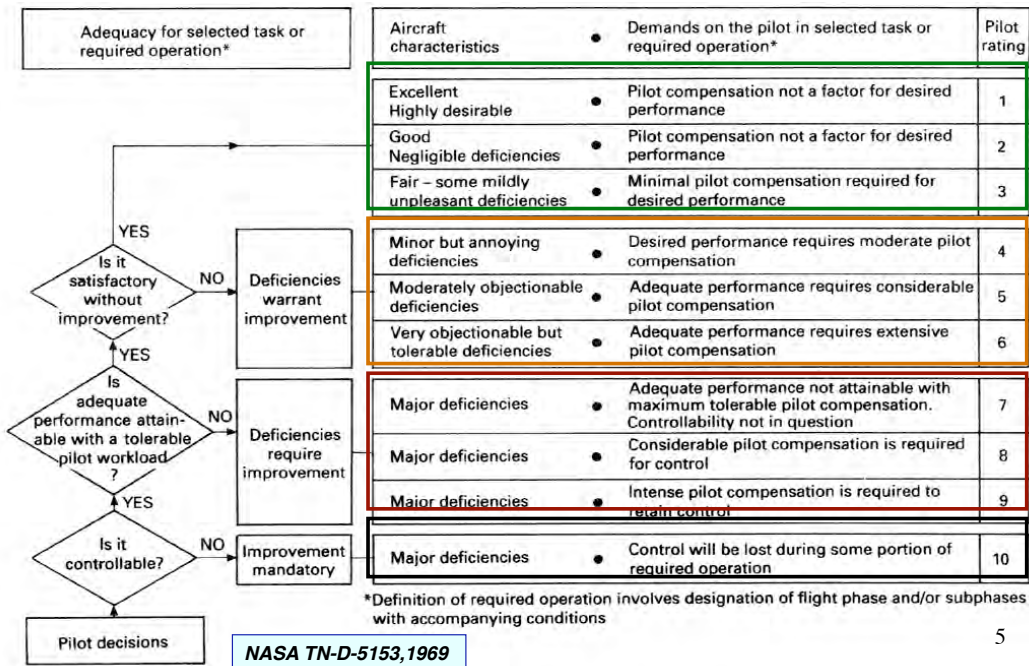 Adequacy for selected task or
required operation*
Aircraft
characteristics
• Demands on the pilot in selected task or
required operation*
Pilot
rating
Excellent
Highly desirable
• Pilot compensation not a factor for desired
performance
1
Good
Negligible deficiencies
• Pilot compensation not a factor for desired
performance
2
Fair – some mildly
unpleasant deficiencies
• Minimal pilot compensation required for
desired performance
3
YES
Is it
satisfactory
without
improvement?
NO
Deficiencies
warrant
improvement
Minor but annoying
deficiencies
• Desired performance requires moderate pilot
compensation
4
Moderately objectionable
deficiencies
• Adequate performance requires considerable
pilot compensation
5
Very objectionable but
tolerable deficiencies
• Adequate performance requires extensive
pilot compensation
6
YES
Is
adequate
performance attain-
able with a tolerable
pilot workload
?
NO
Deficiencies
require
improvement
Major deficiencies
• Adequate performance not attainable with
maximum tolerable pilot compensation.
Controllability not in question
7
Major deficiencies
• Considerable pilot compensation is required
for control
8
Major deficiencies
• Intense pilot compensation is required to
retain control
9
YES
Is it
controllable?
NO
Improvement
mandatory
Major deficiencies
• Control will be lost during some portion of
required operation
10
*Definition of required operation involves designation of flight phase and/or subphases
with accompanying conditions
Pilot decisions
NASA TN-D-5153,1969
5